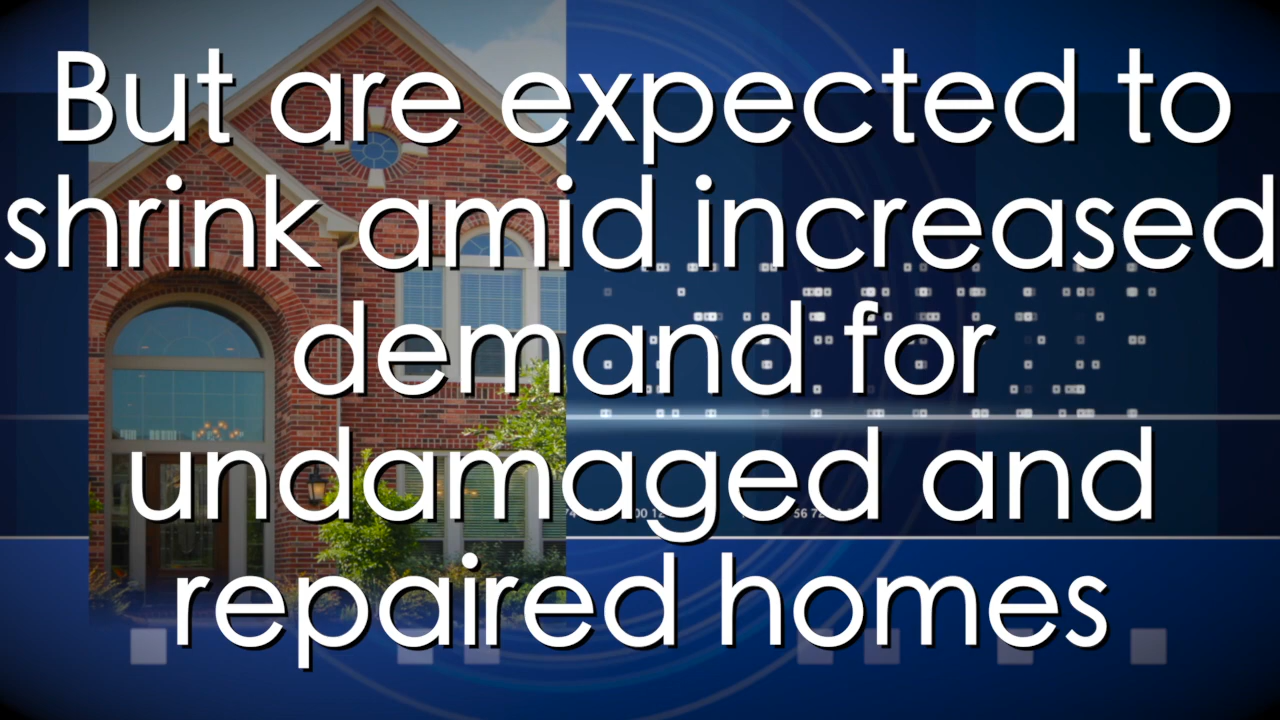 But are expected to
shrink amid increased
demand for
undamaged and
repaired homes